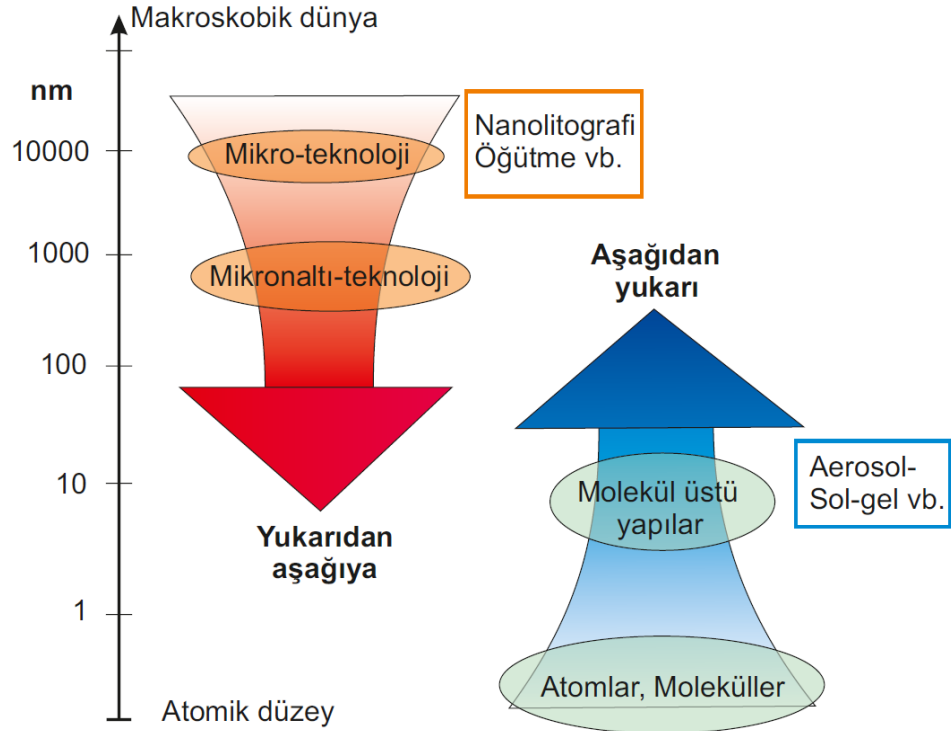 Makroskobik dünya
nm
10000
1000
100
10
1
Atomik düzey
Mikro-teknoloji
Mikronaltı-teknoloji
Yukarıdan
aşağıya
Nanolitografi
Öğütme vb.
Aşağıdan
yukarı
Molekül üstü
yapılar
Atomlar, Moleküller
Aerosol-
Sol-gel vb.